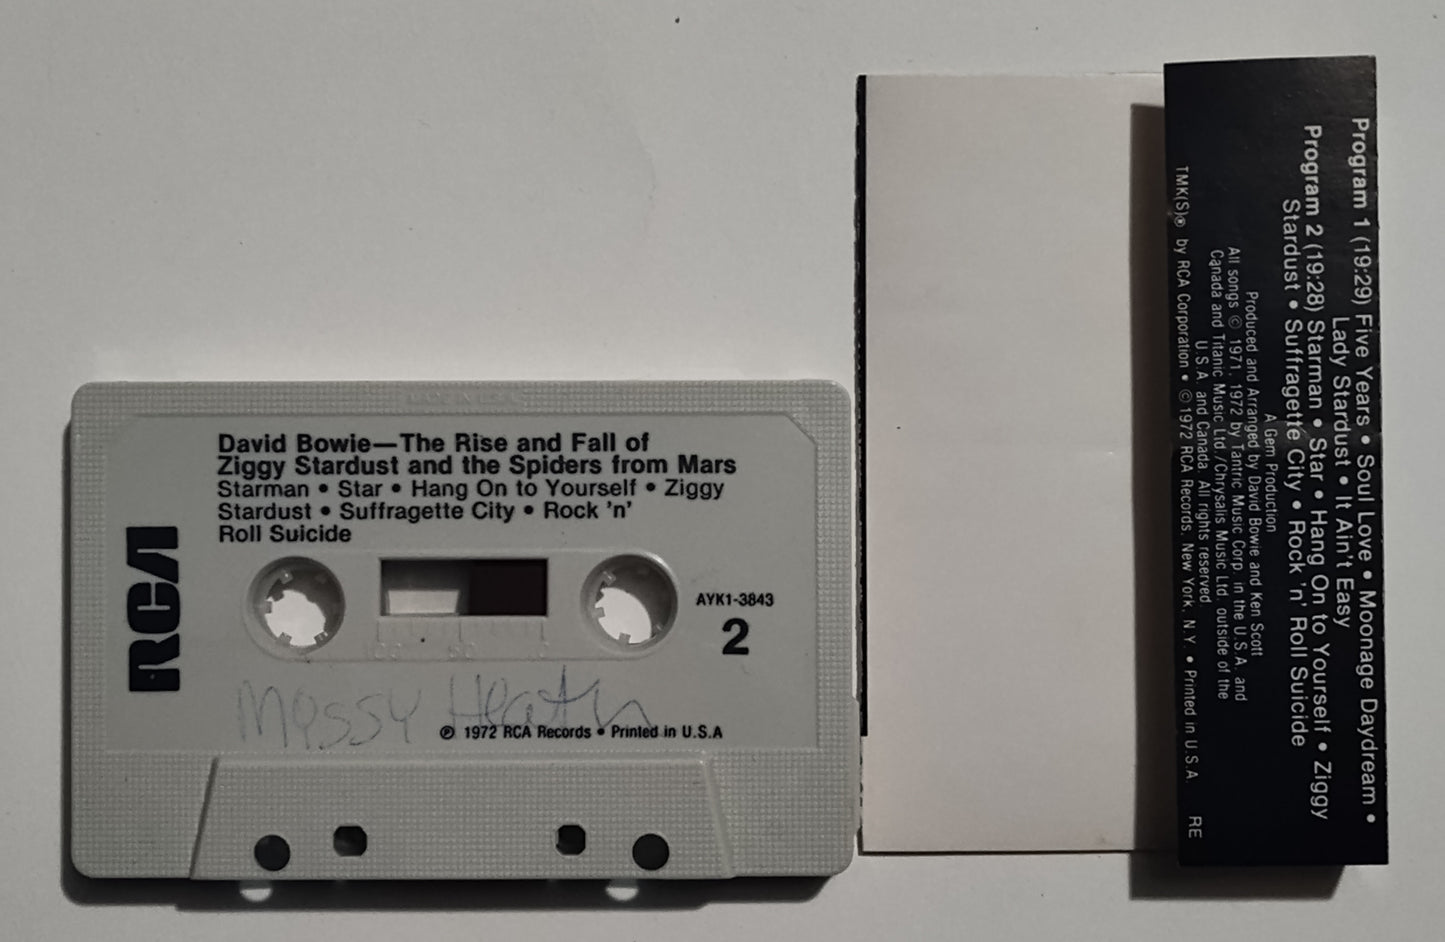 David Bowie—The Rise and Fall of
Ziggy Stardust and the Spiders from Mars
Starman • Star • Hang On to Yourself • Ziggy
Stardust • Suffragette City • Rock 'n'
Roll Suicide
RCA
AYK1-3843
2
Messy Heath
℗ 1972 RCA Records • Printed in U.S.A
Program 1 (19:29) Five Years • Soul Love • Moonage Daydream •
Lady Stardust • It Ain't Easy
Program 2 (19:28) Starman • Star • Hang On to Yourself • Ziggy
Stardust • Suffragette City • Rock 'n' Roll Suicide
A Gem Production
Produced and Arranged by David Bowie and Ken Scott
All songs © 1971, 1972 by Tantric Music Corp. in the U.S.A. and
Canada and Titanic Music Ltd./Chrysalis Music Ltd. outside of the
U.S.A. and Canada. All rights reserved
TMK(S)® by RCA Corporation • © 1972 RCA Records, New York, N.Y. • Printed in U.S.A. RE